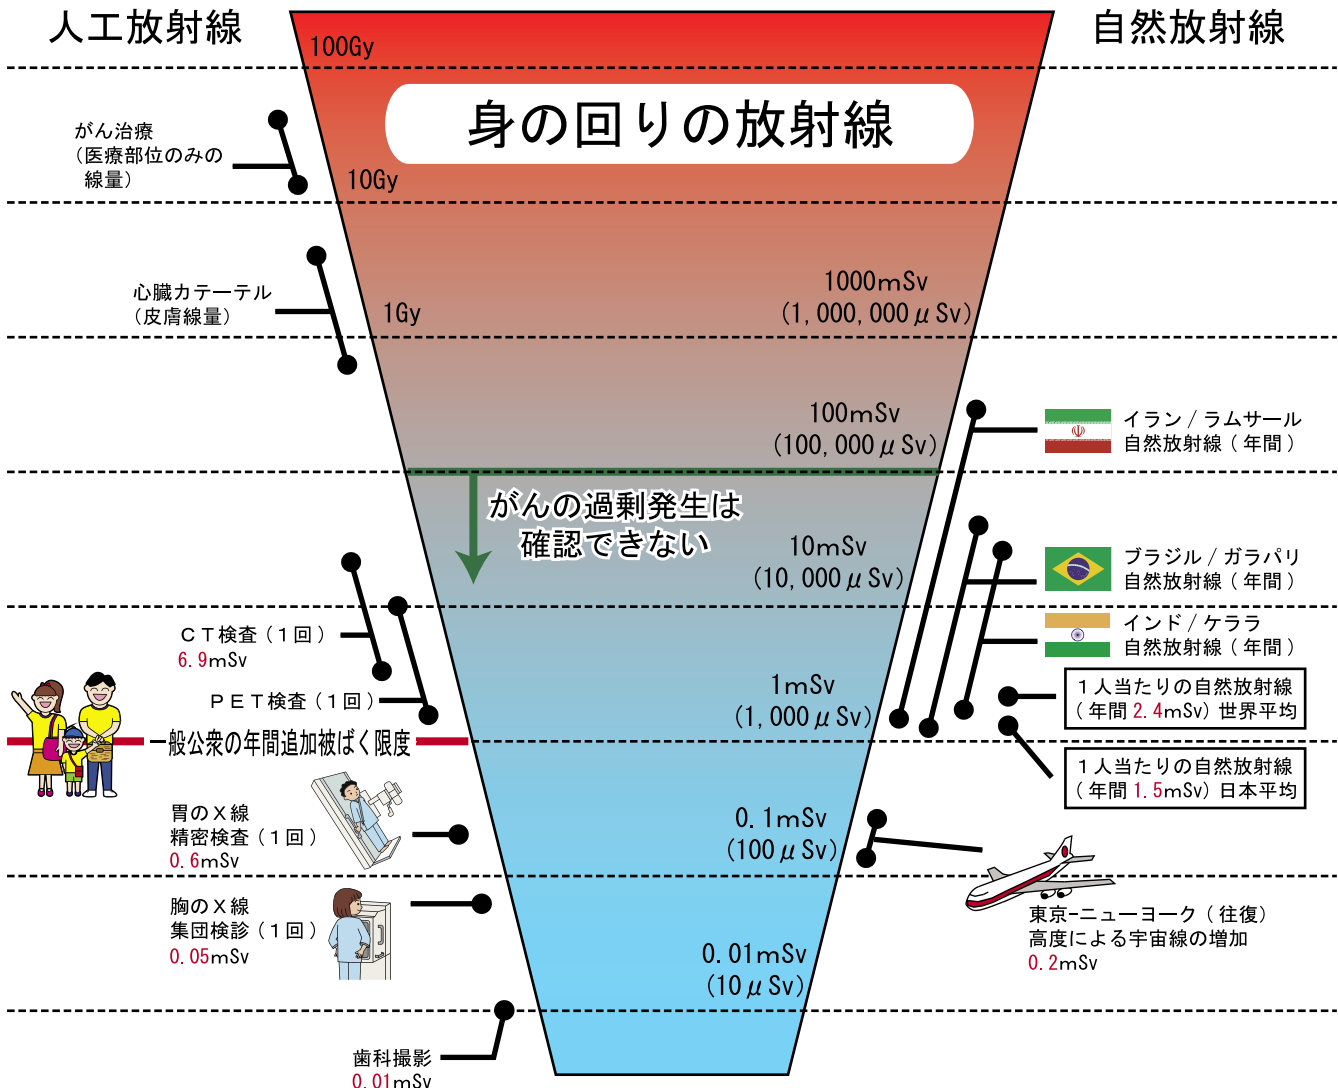 人工放射線
自然放射線
身の回りの放射線
100Gy
10Gy
1Gy
1000mSv
(1,000,000μSv)
100mSv
(100,000μSv)
がんの過剰発生は
確認できない
10mSv
(10,000μSv)
1mSv
(1,000μSv)
0.1mSv
(100μSv)
0.01mSv
(10μSv)
がん治療
(医療部位のみの
線量)
心臓カテーテル
(皮膚線量)
CT検査(1回)
6.9mSv
PET検査(1回)
一般公衆の年間追加被ばく限度
胃のX線
精密検査(1回)
0.6mSv
胸のX線
集団検診(1回)
0.05mSv
歯科撮影
0.01mSv
イラン/ラムサール
自然放射線(年間)
ブラジル/ガラパリ
自然放射線(年間)
インド/ケララ
自然放射線(年間)
1人当たりの自然放射線
(年間2.4mSv)世界平均
1人当たりの自然放射線
(年間1.5mSv)日本平均
東京-ニューヨーク(往復)
高度による宇宙線の増加
0.2mSv